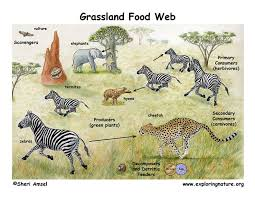 Grassland Food Web
vulture
Scavengers
elephants
Primary
Consumers
(herbivores)
termites
hyena
Producers
(green plants)
cheetah
Secondary
Consumers
(carnivores)
zebras
Decomposers
and Detritus
Feeders
©Sheri Amsel
www.exploringnature.org